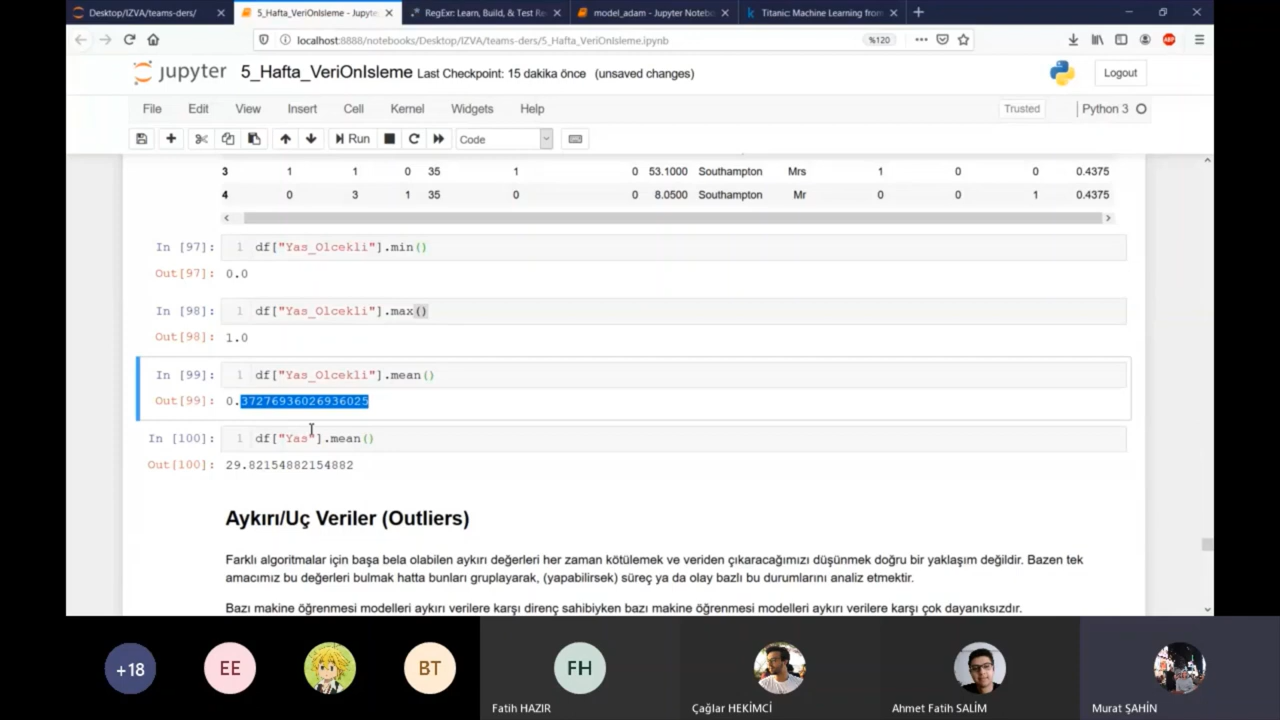 Desktop/IZVA/teams-ders/
5_Hafta_VeriOnIsleme - Jupyte
RegExr: Learn, Build, & Test Re
model_adam - Jupyter Notebo
Titanic: Machine Learning from
localhost:8888/notebooks/Desktop/IZVA/teams-ders/5_Hafta_VeriOnIsleme.ipynb
%120
ABP
jupyter 5_Hafta_VeriOnIsleme Last Checkpoint: 15 dakika önce (unsaved changes)
Logout
File Edit View Insert Cell Kernel Widgets Help
Trusted
Python 3
Run
Code
3 1 1 0 35 1 0 53.1000 Southampton Mrs 1 0 0 0.4375
4 0 3 1 35 0 0 8.0500 Southampton Mr 0 0 1 0.4375
In [97]: 1 df["Yas_Olcekli"].min()
Out[97]: 0.0
In [98]: 1 df["Yas_Olcekli"].max()
Out[98]: 1.0
In [99]: 1 df["Yas_Olcekli"].mean()
Out[99]: 0.37276936026936025
In [100]: 1 df["Yas"].mean()
Out[100]: 29.82154882154882
Aykırı/Uç Veriler (Outliers)
Farklı algoritmalar için başa bela olabilen aykırı değerleri her zaman kötülemek ve veriden çıkaracağımızı düşünmek doğru bir yaklaşım değildir. Bazen tek
amacımız bu değerleri bulmak hatta bunları gruplayarak, (yapabilirsek) süreç ya da olay bazlı bu durumlarını analiz etmektir.
Bazı makine öğrenmesi modelleri aykırı verilere karşı direnç sahibiyken bazı makine öğrenmesi modelleri aykırı verilere karşı çok dayanıksızdır.
+18
EE
BT
FH
Fatih HAZIR
Çağlar HEKİMCİ
Ahmet Fatih SALİM
Murat ŞAHİN